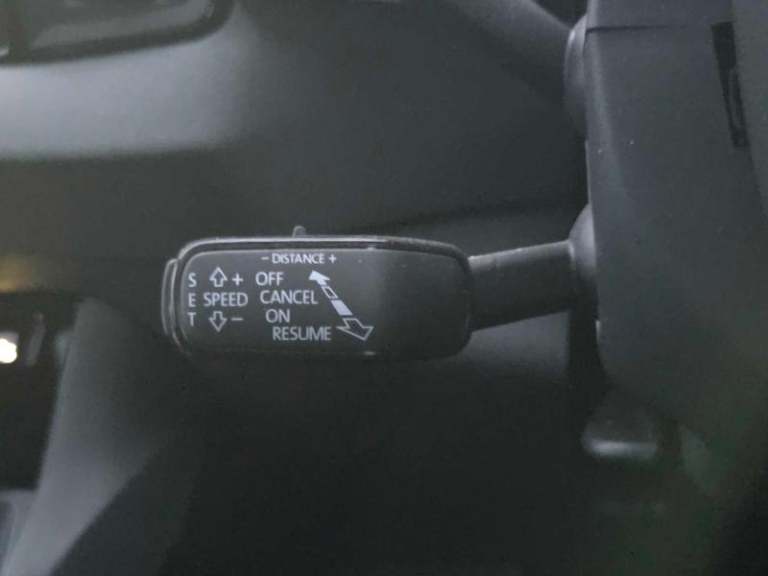 - DISTANCE +
S + OFF
E SPEED CANCEL
T - ON
RESUME